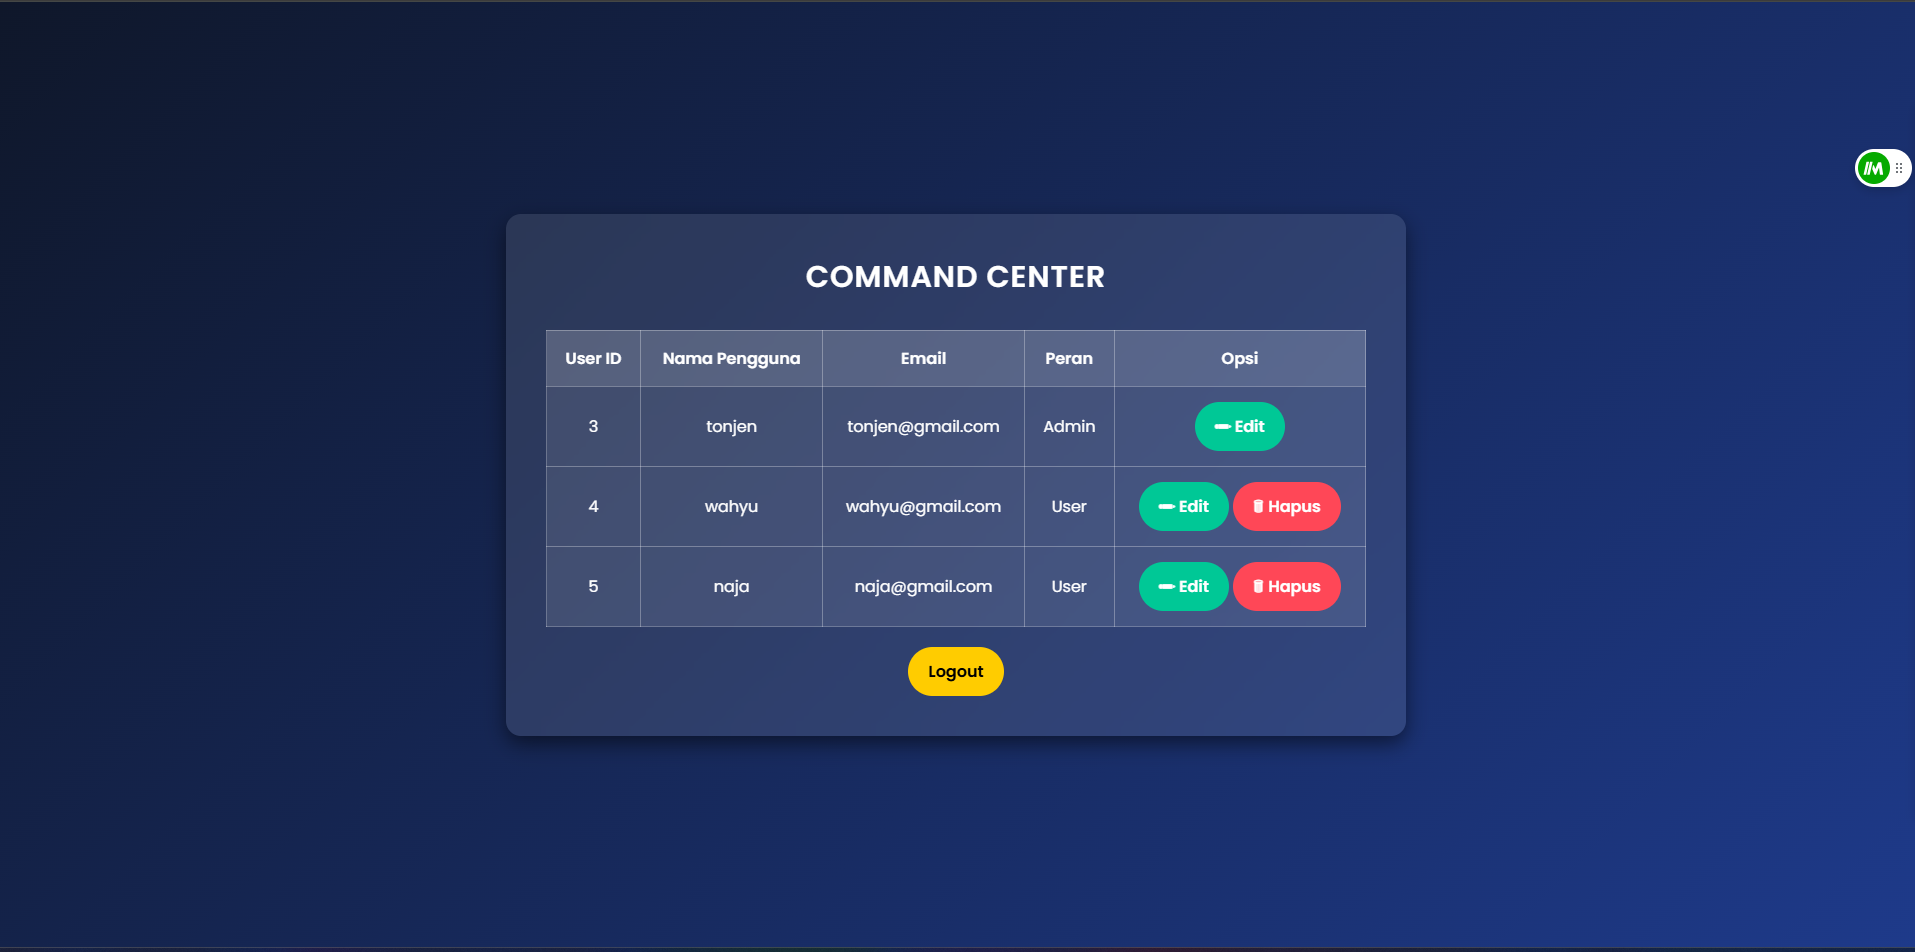 COMMAND CENTER
User ID Nama Pengguna Email Peran Opsi
3 tonjen tonjen@gmail.com Admin Edit
4 wahyu wahyu@gmail.com User Edit Hapus
5 naja naja@gmail.com User Edit Hapus
Logout